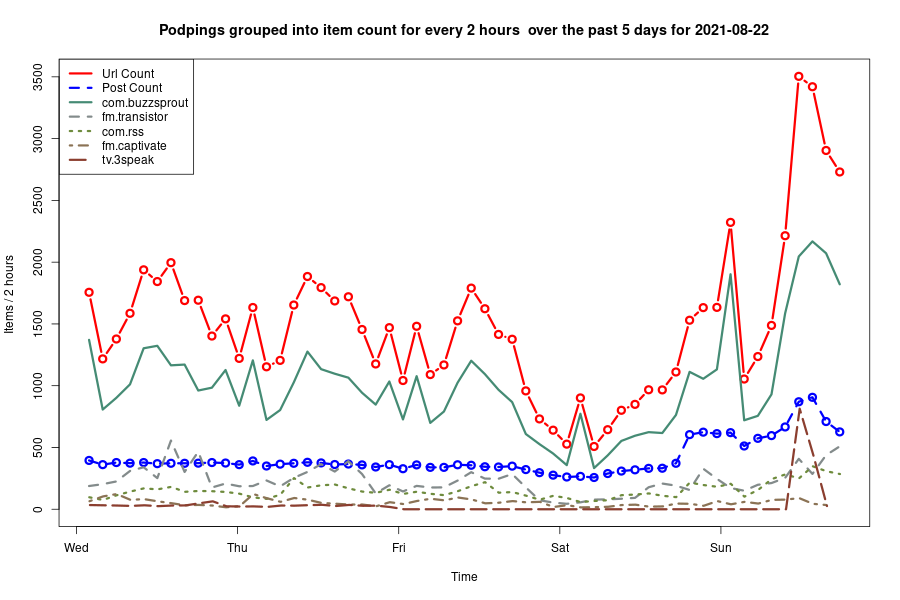 Podpings grouped into item count for every 2 hours  over the past 5 days for 2021-08-22
Url Count
Post Count
com.buzzsprout
fm.transistor
com.rss
fm.captivate
tv.3speak
Items / 2 hours
3500
3000
2500
2000
1500
1000
500
0
Wed
Thu
Fri
Sat
Sun
Time